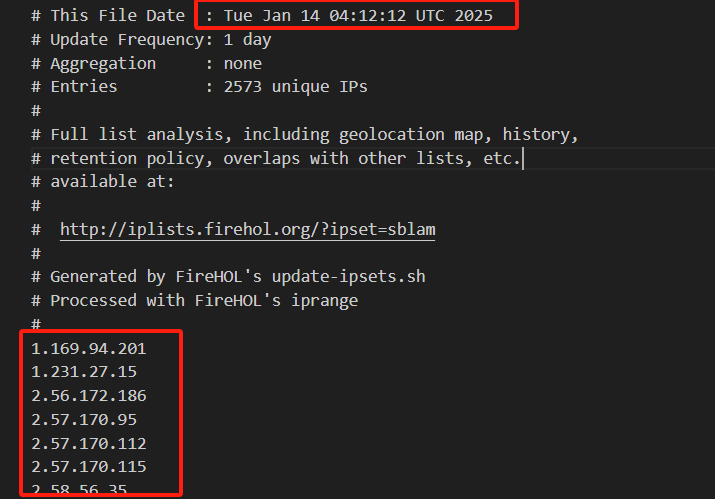 # This File Date  : Tue Jan 14 04:12:12 UTC 2025
# Update Frequency: 1 day
# Aggregation     : none
# Entries         : 2573 unique IPs
#
# Full list analysis, including geolocation map, history,
# retention policy, overlaps with other lists, etc.
# available at:
#
#  http://iplists.firehol.org/?ipset=sblam
#
# Generated by FireHOL's update-ipsets.sh
# Processed with FireHOL's iprange
#
1.169.94.201
1.231.27.15
2.56.172.186
2.57.170.95
2.57.170.112
2.57.170.115
2.58.56.35